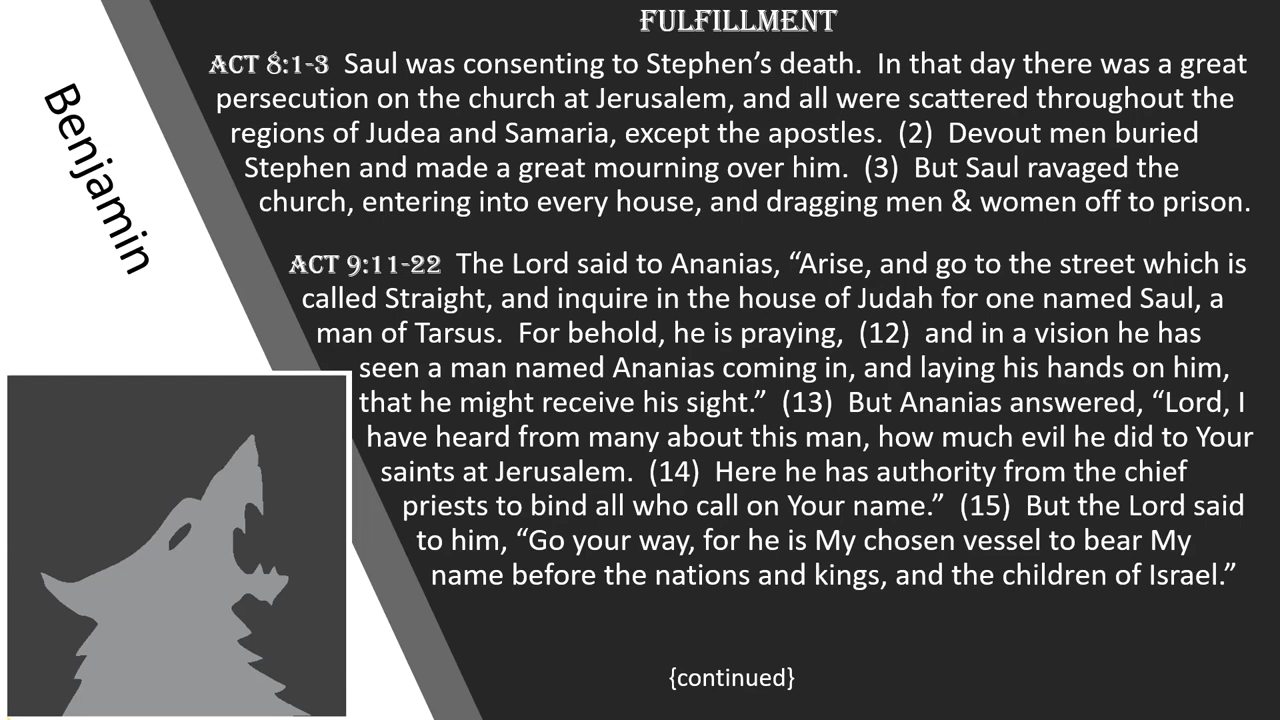 FULFILLMENT
ACT 8:1-3 Saul was consenting to Stephen’s death. In that day there was a great
persecution on the church at Jerusalem, and all were scattered throughout the
regions of Judea and Samaria, except the apostles. (2) Devout men buried
Stephen and made a great mourning over him. (3) But Saul ravaged the
church, entering into every house, and dragging men & women off to prison.
ACT 9:11-22 The Lord said to Ananias, “Arise, and go to the street which is
called Straight, and inquire in the house of Judah for one named Saul, a
man of Tarsus. For behold, he is praying, (12) and in a vision he has
seen a man named Ananias coming in, and laying his hands on him,
that he might receive his sight.” (13) But Ananias answered, “Lord, I
have heard from many about this man, how much evil he did to Your
saints at Jerusalem. (14) Here he has authority from the chief
priests to bind all who call on Your name.” (15) But the Lord said
to him, “Go your way, for he is My chosen vessel to bear My
name before the nations and kings, and the children of Israel.”
{continued}
Benjamin